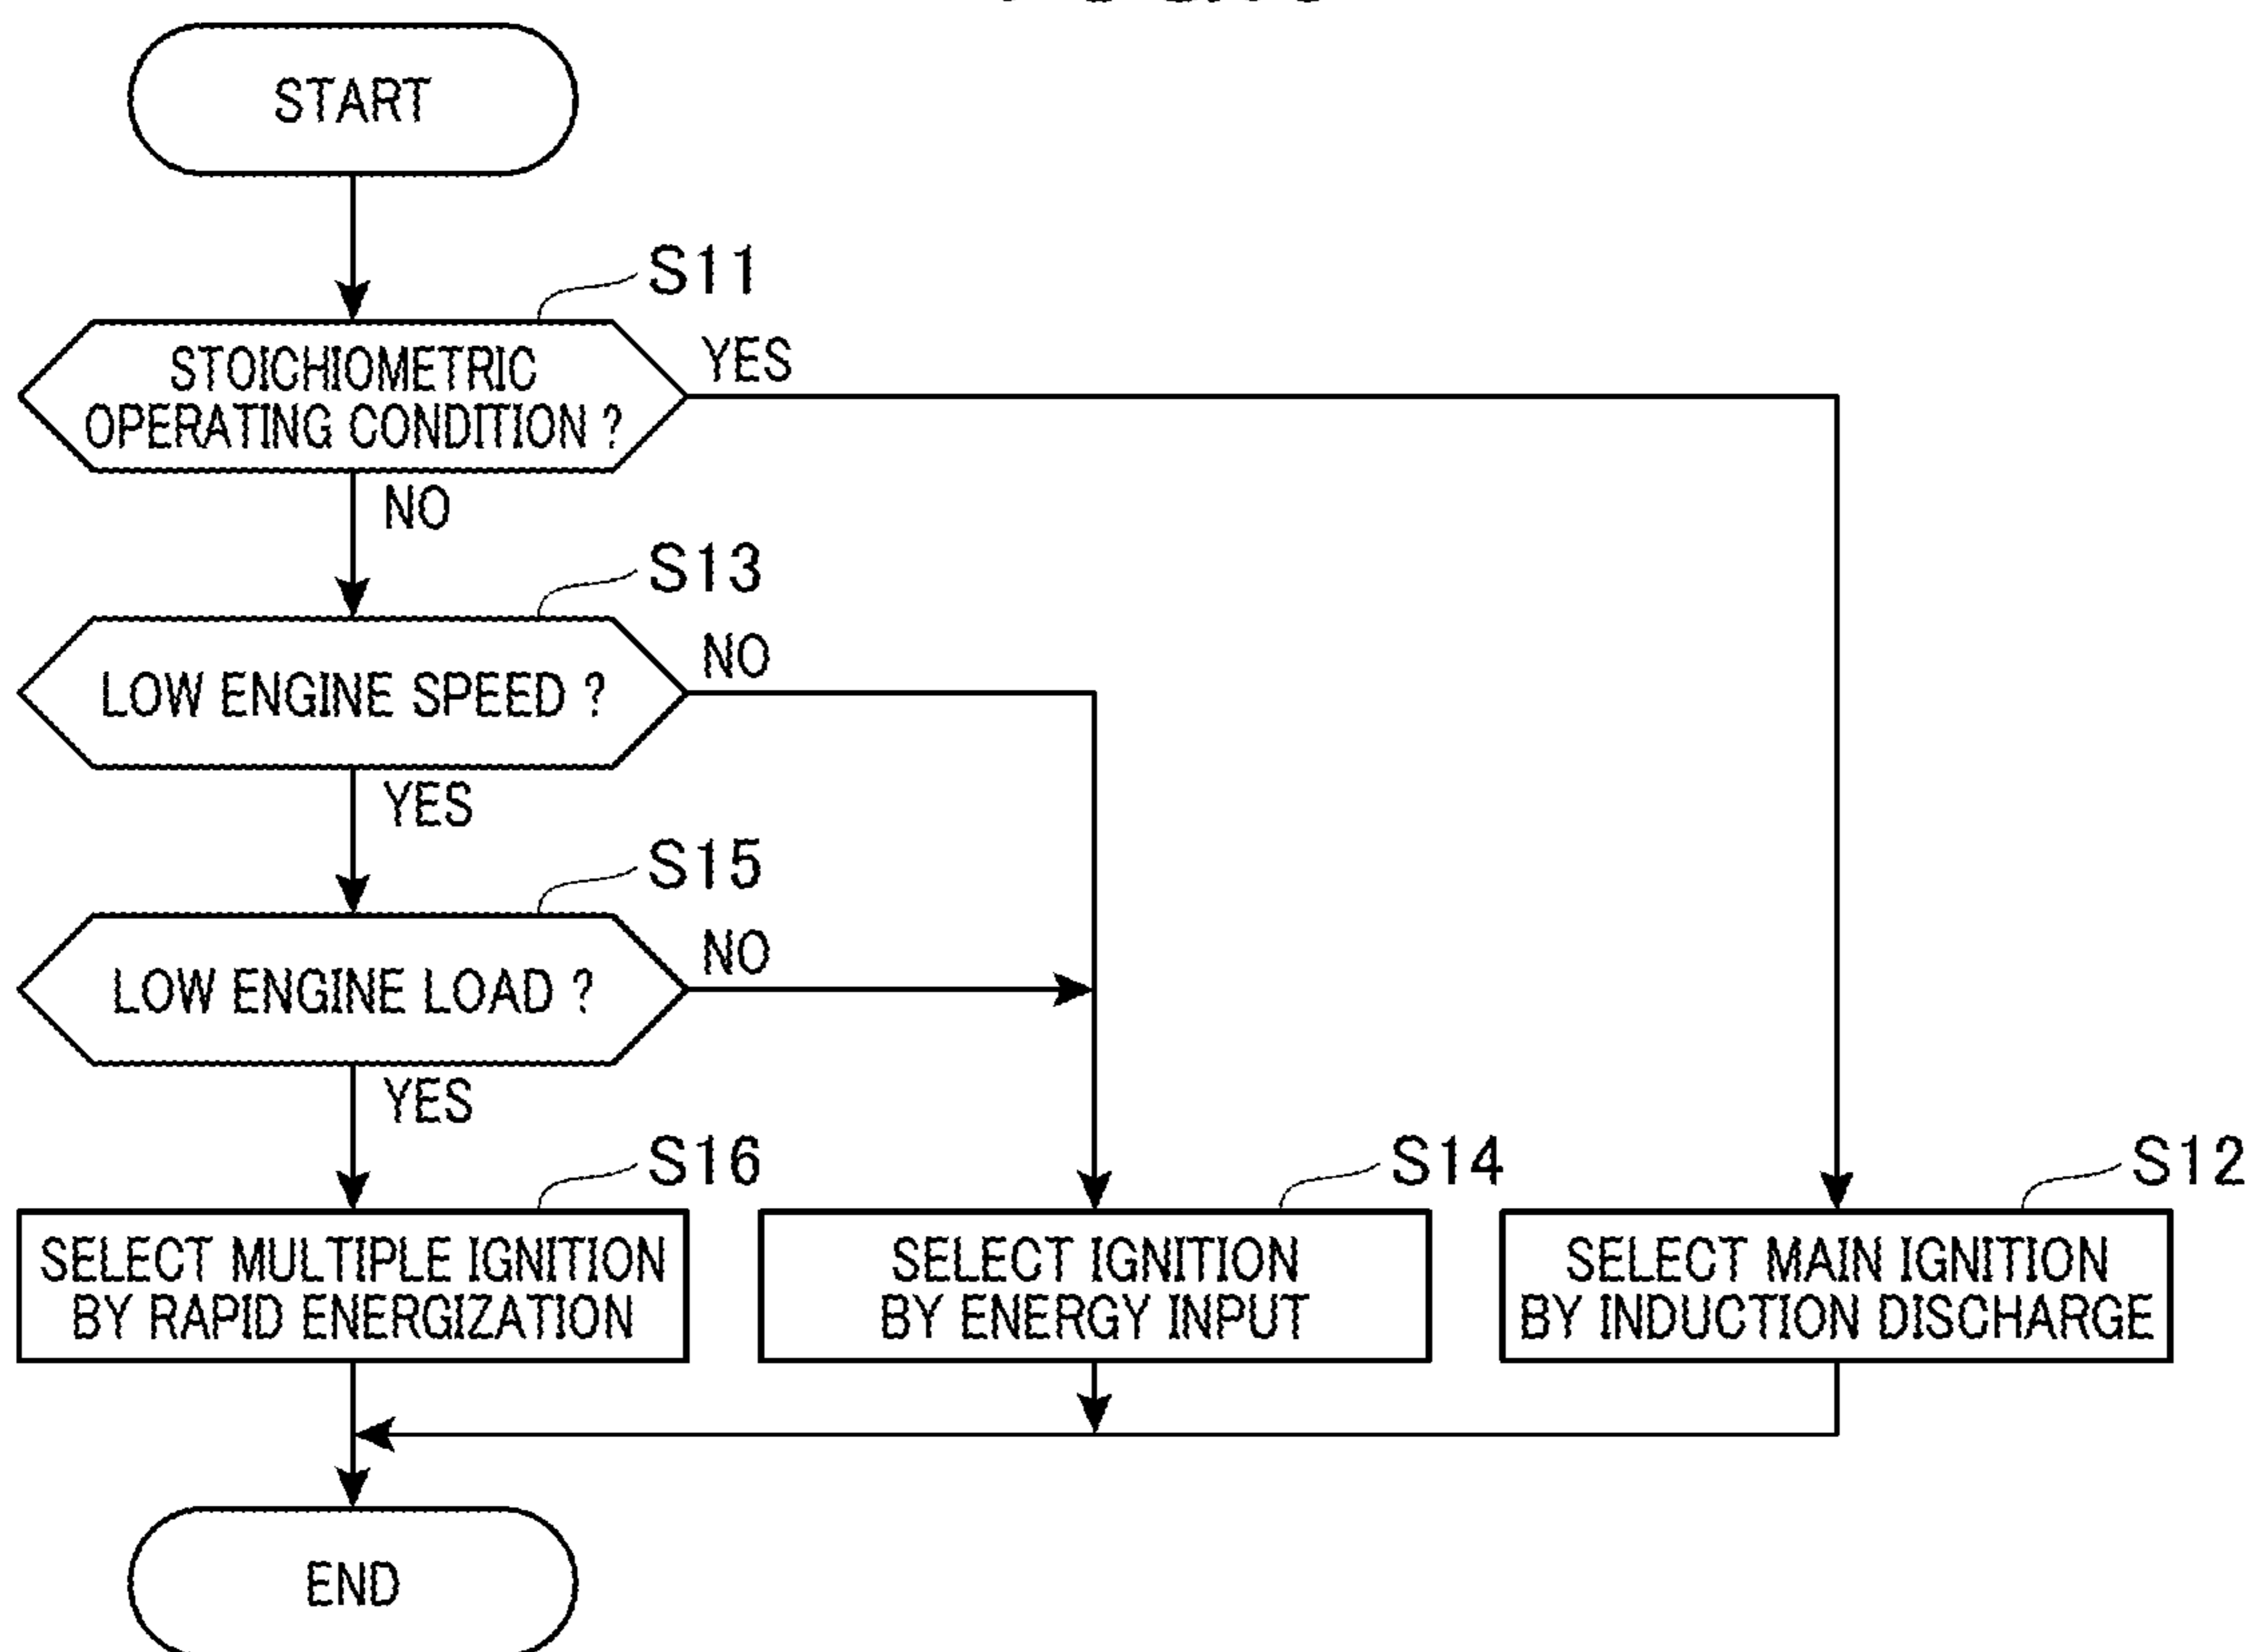 START
S11
STOICHIOMETRIC
OPERATING CONDITION ?
YES
NO
S13
LOW ENGINE SPEED ?
NO
YES
S15
LOW ENGINE LOAD ?
NO
YES
S16
SELECT MULTIPLE IGNITION
BY RAPID ENERGIZATION
S14
SELECT IGNITION
BY ENERGY INPUT
S12
SELECT MAIN IGNITION
BY INDUCTION DISCHARGE
END